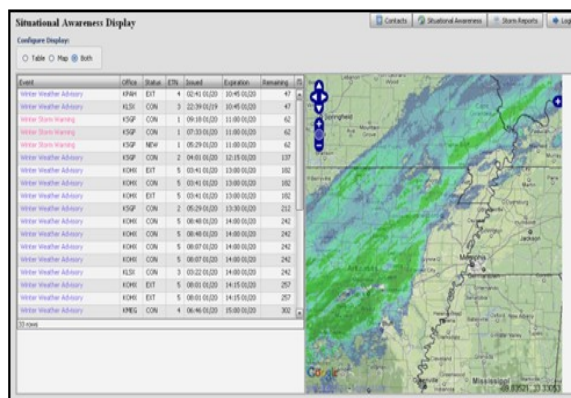 Situational Awareness Display
Contacts Situational Awareness Storm Reports Login
Configure Display:
Table Map Both
Event Office Status ETN Issued Expiration Remaining
Winter Weather Advisory KPAH EXT 4 02:41 01/20 10:45 01/20 47
Winter Weather Advisory KLSX CON 3 22:39 01/19 10:45 01/20 47
Winter Storm Warning KSGF CON 1 09:18 01/20 11:00 01/20 62
Winter Storm Warning KSGF CON 1 07:33 01/20 11:00 01/20 62
Winter Storm Warning KSGF NEW 1 05:29 01/20 11:00 01/20 62
Winter Weather Advisory KSGF CON 2 04:01 01/20 12:15 01/20 137
Winter Weather Advisory KOHX EXT 5 03:41 01/20 13:00 01/20 182
Winter Weather Advisory KOHX CON 5 03:41 01/20 13:00 01/20 182
Winter Weather Advisory KOHX EXT 5 03:41 01/20 13:00 01/20 182
Winter Weather Advisory KSGF CON 2 05:29 01/20 13:30 01/20 212
Winter Weather Advisory KOHX CON 5 08:48 01/20 14:00 01/20 242
Winter Weather Advisory KOHX CON 5 08:48 01/20 14:00 01/20 242
Winter Weather Advisory KOHX CON 5 08:07 01/20 14:00 01/20 242
Winter Weather Advisory KOHX CON 5 08:07 01/20 14:00 01/20 242
Winter Weather Advisory KLSX CON 3 03:22 01/20 14:00 01/20 242
Winter Weather Advisory KOHX EXT 5 08:01 01/20 14:15 01/20 257
Winter Weather Advisory KOHX EXT 5 08:01 01/20 14:15 01/20 257
Winter Weather Advisory KMEG CON 4 06:46 01/20 15:00 01/20 302
33 rows
Springfield
Jackson
Memphis
Germantown
Arkansas
Google
Greenville
Mississippi